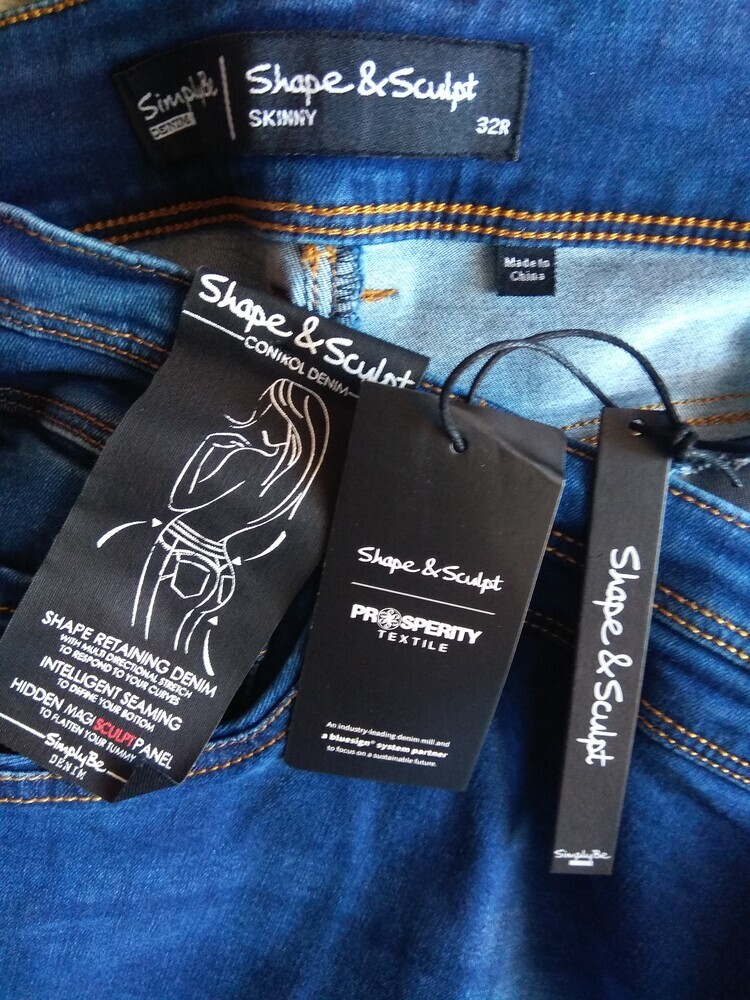 SimplyBe
DENIM
Shape & Sculpt
SKINNY
32R
Made In
China
Shape & Sculpt
CONTROL DENIM
SHAPE RETAINING DENIM
WITH MULTI DIRECTIONAL STRETCH
TO RESPOND TO YOUR CURVES
INTELLIGENT SEAMING
TO DEFINE YOUR BOTTOM
HIDDEN MAGISCULPT PANEL
TO FLATTEN YOUR TUMMY
SimplyBe
DENIM
Shape & Sculpt
PROSPERITY
TEXTILE
An industry-leading denim mill and
a bluesign® system partner
to focus on a sustainable future.
Shape & Sculpt
SimplyBe